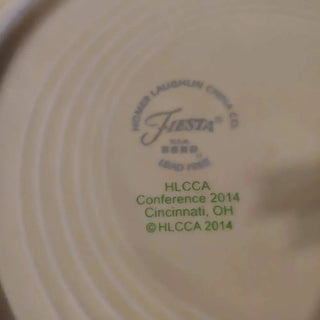 HOMER LAUGHLIN CHINA CO.
FIESTA®
U.S.A.
LEAD FREE
HLCCA
Conference 2014
Cincinnati, OH
© HLCCA 2014